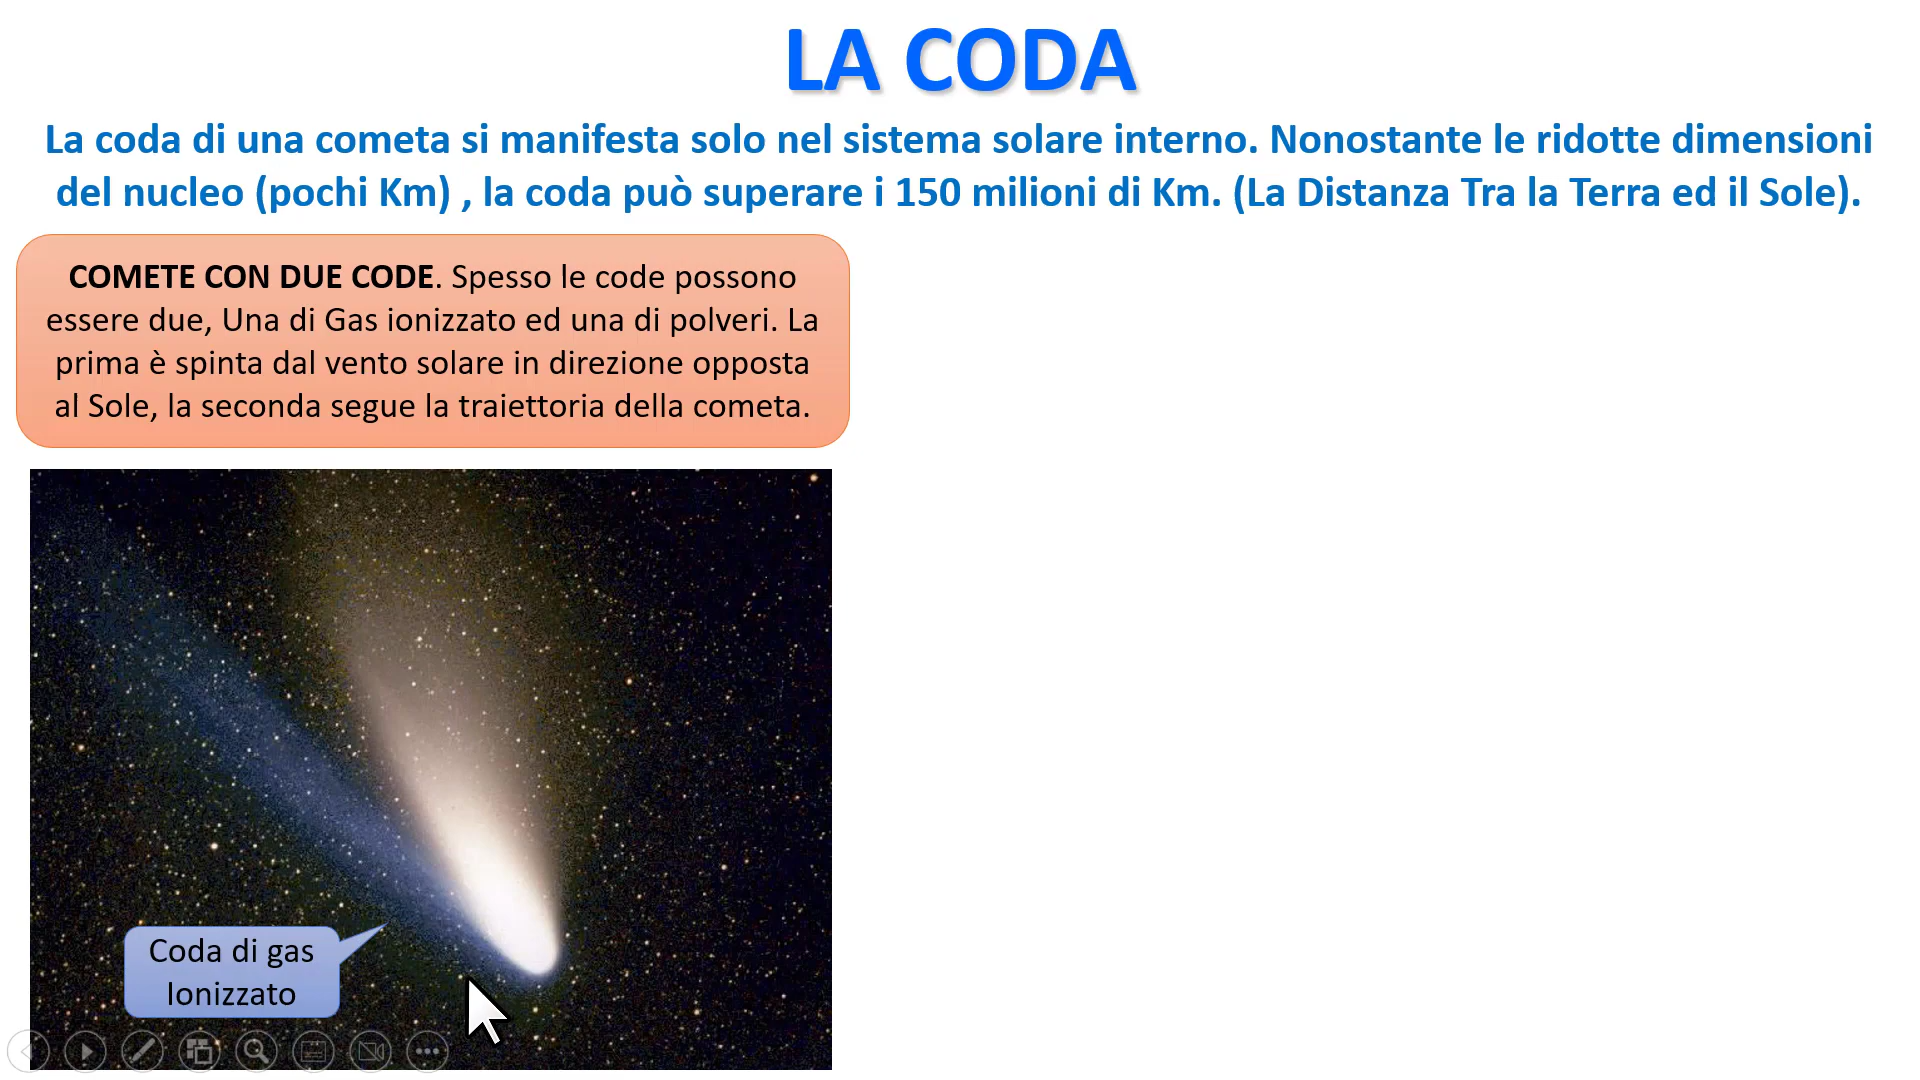 LA CODA
La coda di una cometa si manifesta solo nel sistema solare interno. Nonostante le ridotte dimensioni
del nucleo (pochi Km) , la coda può superare i 150 milioni di Km. (La Distanza Tra la Terra ed il Sole).
COMETE CON DUE CODE. Spesso le code possono
essere due, Una di Gas ionizzato ed una di polveri. La
prima è spinta dal vento solare in direzione opposta
al Sole, la seconda segue la traiettoria della cometa.
Coda di gas
Ionizzato